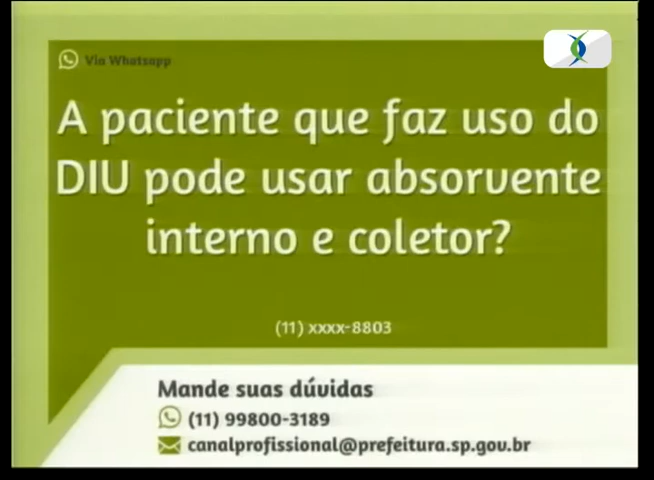 Via Whatsapp
A paciente que faz uso do
DIU pode usar absorvente
interno e coletor?
(11) xxxx-8803
Mande suas dúvidas
(11) 99800-3189
canalprofissional@prefeitura.sp.gov.br